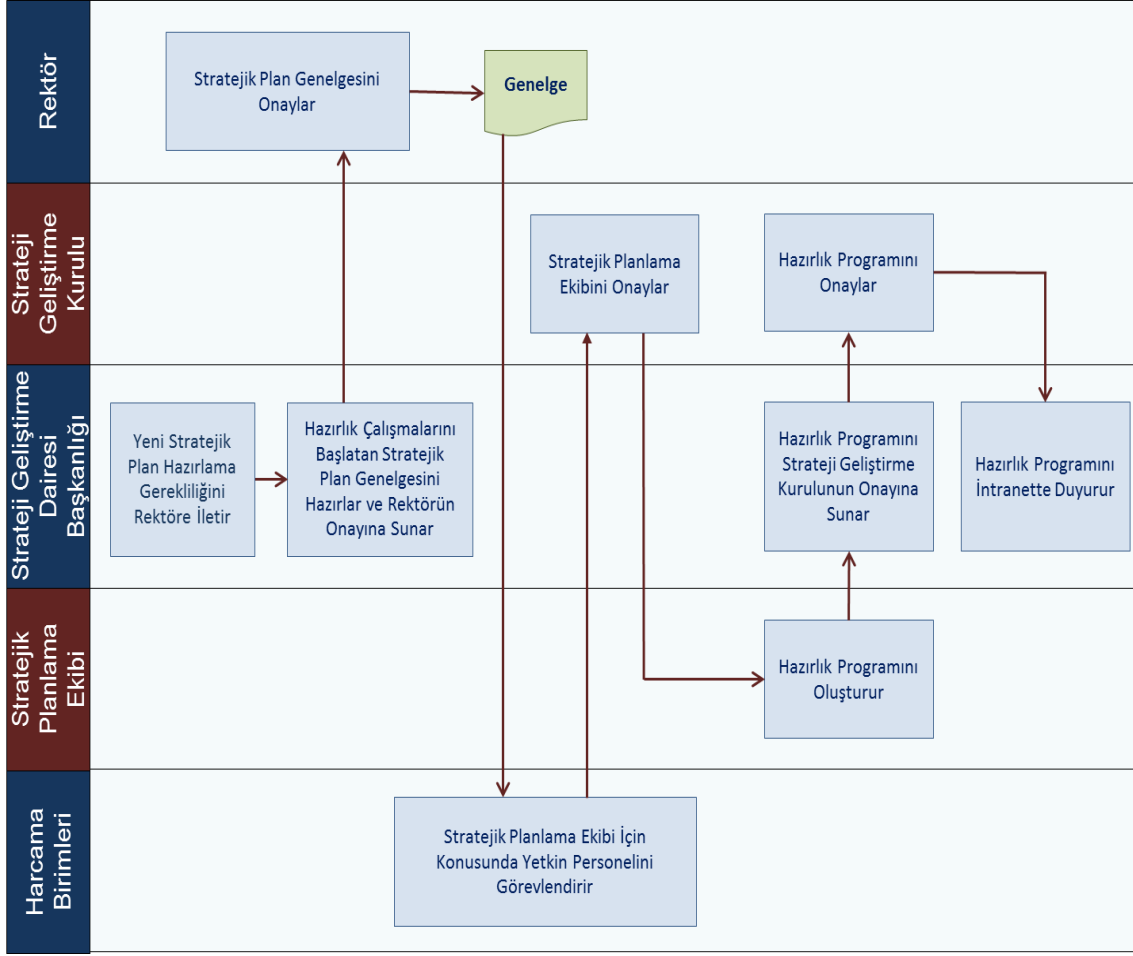 Rektör
Stratejik Plan Genelgesini
Onaylar
Genelge
Strateji
Geliştirme
Kurulu
Stratejik Planlama
Ekibini Onaylar
Hazırlık Programını
Onaylar
Strateji Geliştirme
Dairesi
Başkanlığı
Yeni Stratejik
Plan Hazırlama
Gerekliliğini
Rektöre İletir
Hazırlık Çalışmalarını
Başlatan Stratejik
Plan Genelgesini
Hazırlar ve Rektörün
Onayına Sunar
Hazırlık Programını
Strateji Geliştirme
Kurulunun Onayına
Sunar
Hazırlık Programını
İntranette Duyurur
Stratejik
Planlama
Ekibi
Hazırlık Programını
Oluşturur
Harcama
Birimleri
Stratejik Planlama Ekibi İçin
Konusunda Yetkin Personelini
Görevlendirir